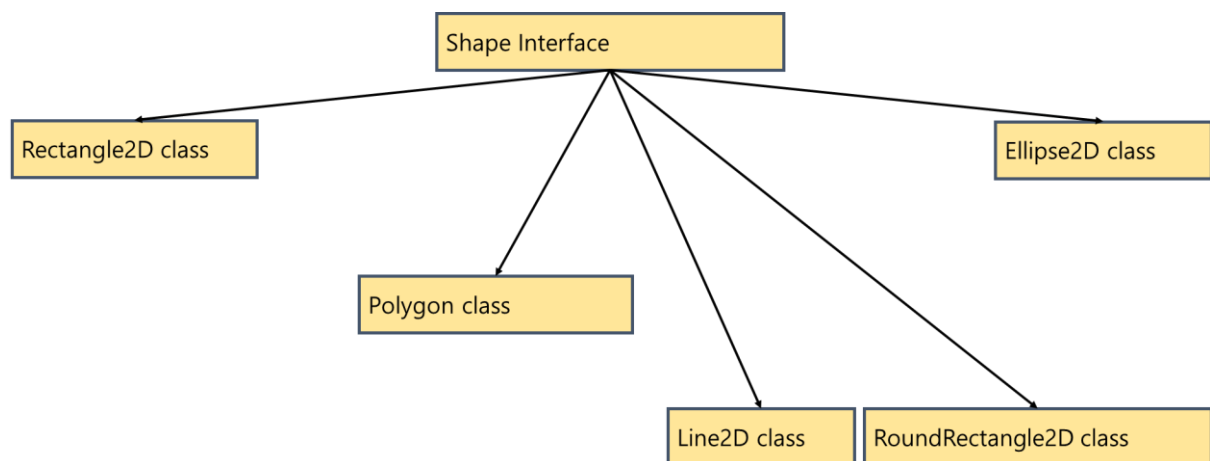 Shape Interface
Rectangle2D class
Ellipse2D class
Polygon class
Line2D class
RoundRectangle2D class